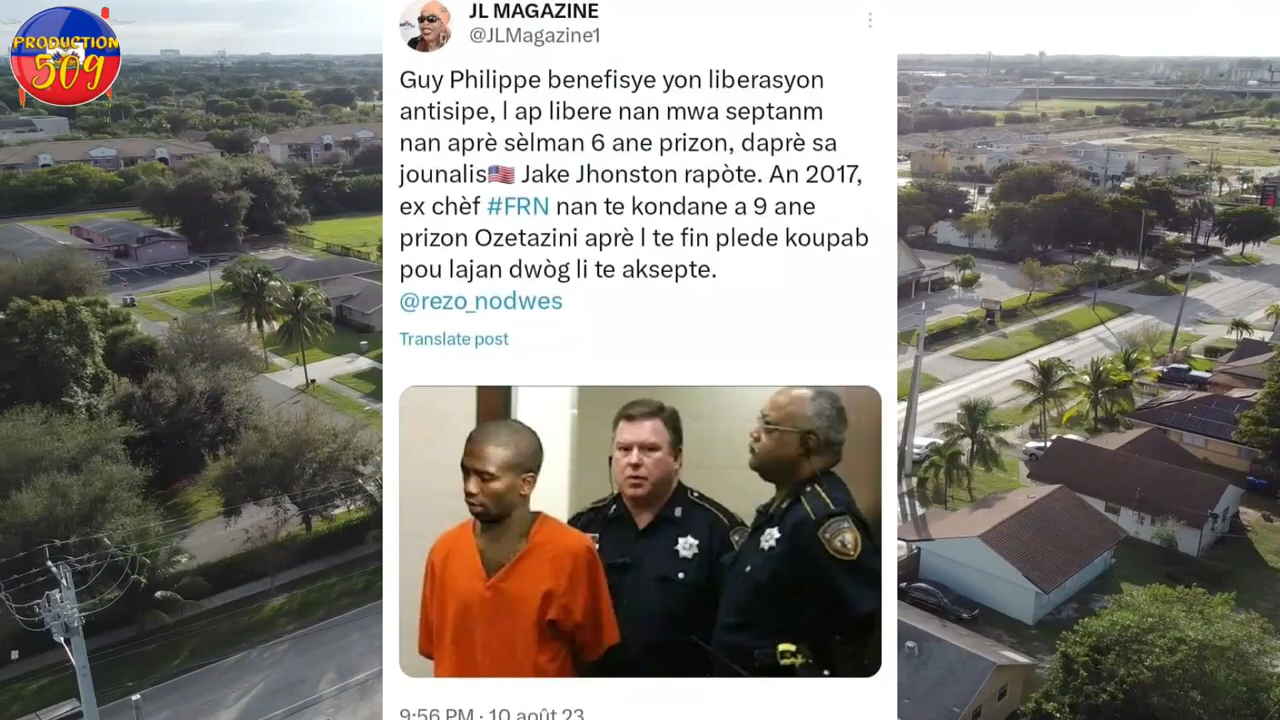 PRODUCTION
509
JL MAGAZINE
@JLMagazine1
Guy Philippe benefisye yon liberasyon
antisipe, l ap libere nan mwa septanm
nan aprè sèlman 6 ane prizon, daprè sa
jounalis🇺🇸 Jake Jhonston rapòte. An 2017,
ex chèf #FRN nan te kondane a 9 ane
prizon Ozetazini aprè l te fin plede koupab
pou lajan dwòg li te aksepte.
@rezo_nodwes
Translate post
9:56 PM · 10 août 23